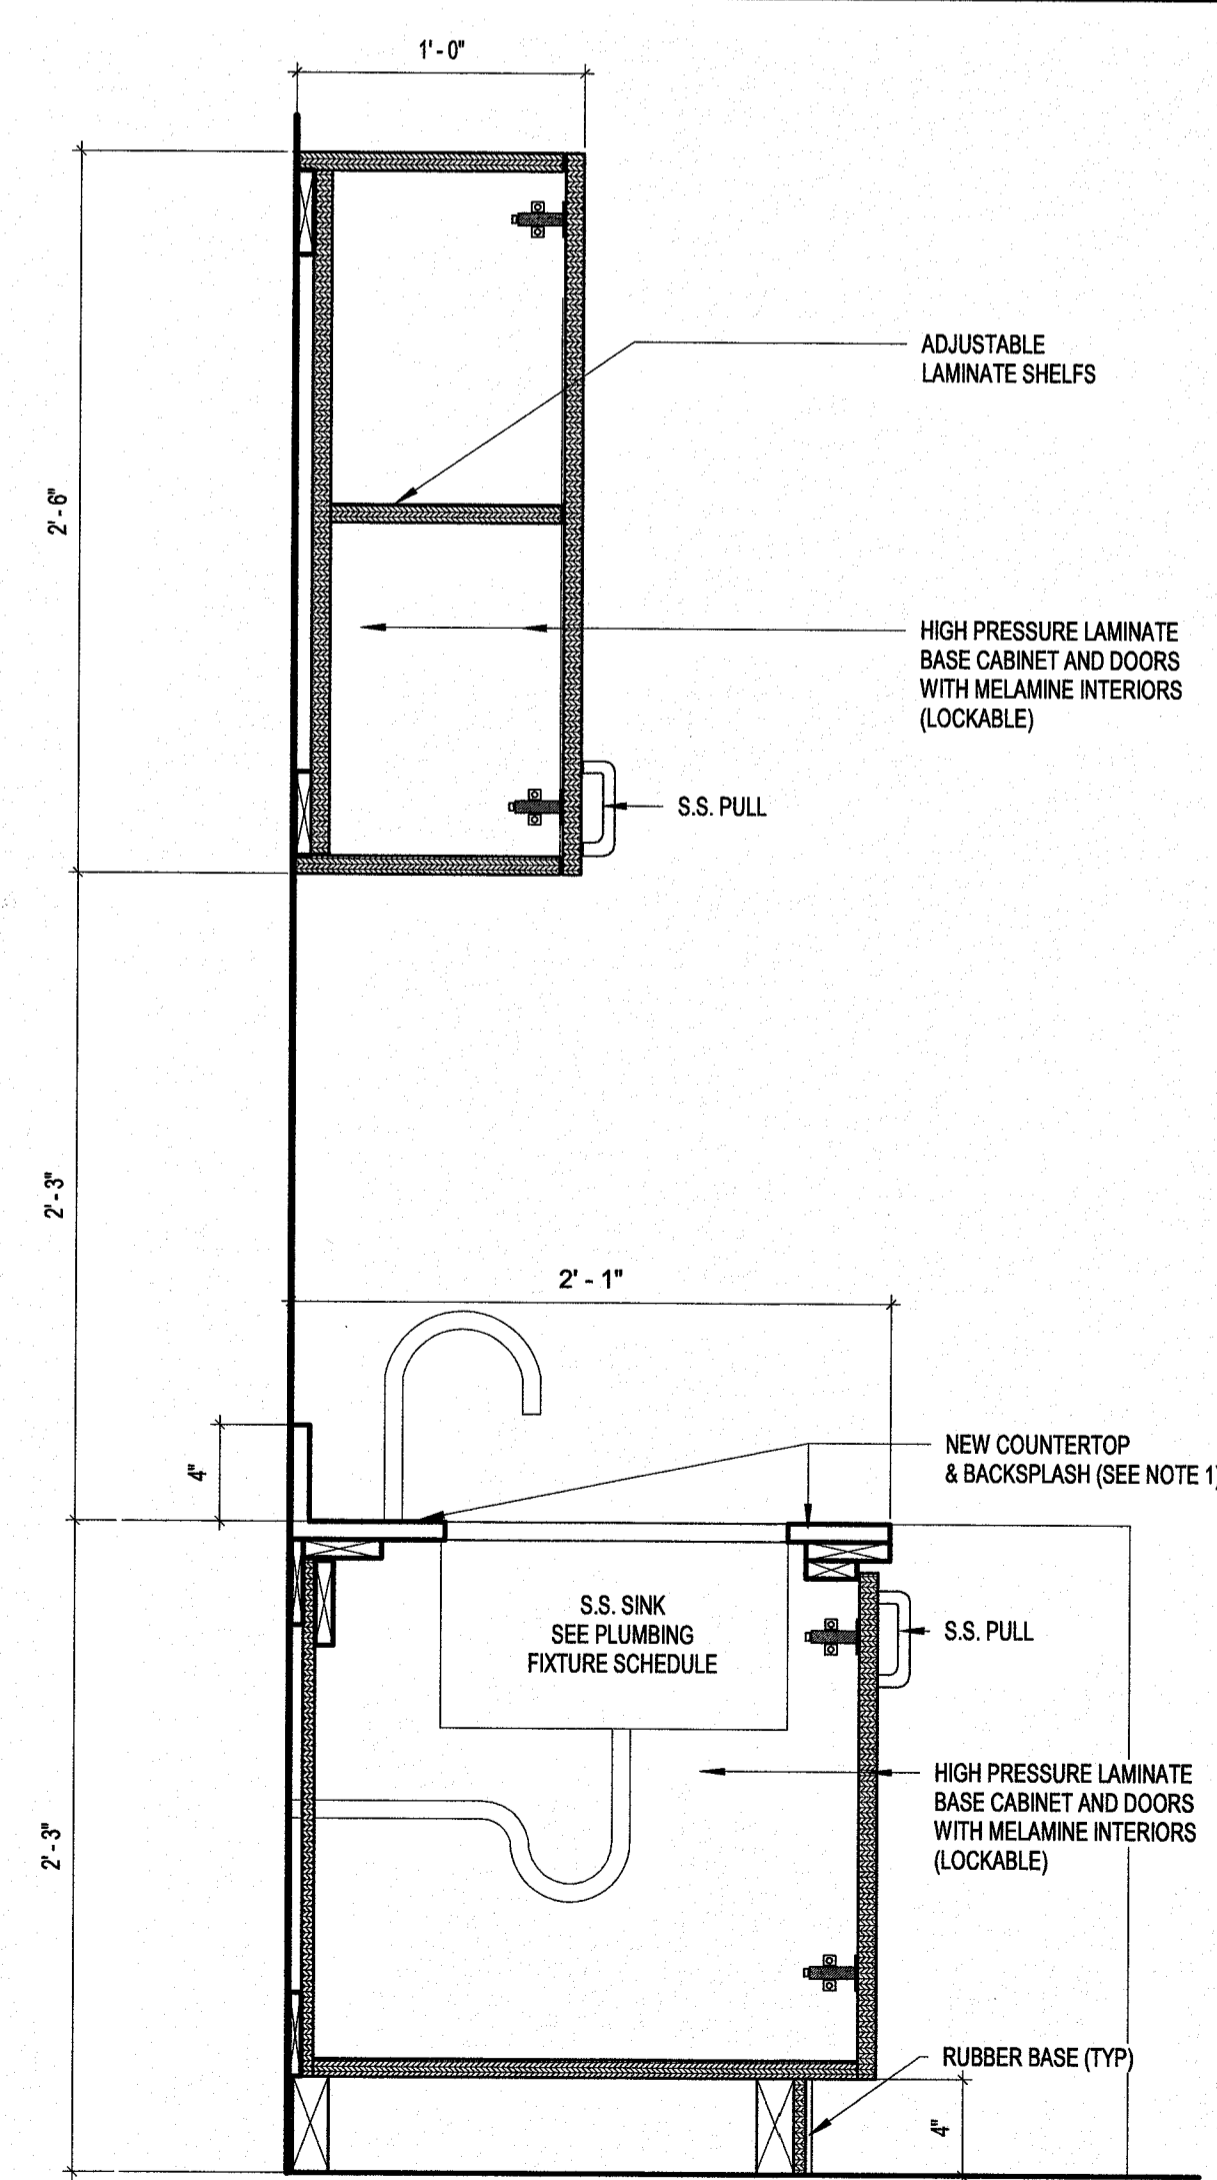 1'-0"
ADJUSTABLE
LAMINATE SHELFS
2'-6"
HIGH PRESSURE LAMINATE
BASE CABINET AND DOORS
WITH MELAMINE INTERIORS
(LOCKABLE)
S.S. PULL
2'-3"
2'-1"
NEW COUNTERTOP
& BACKSPLASH (SEE NOTE 1)
4"
S.S. SINK
SEE PLUMBING
FIXTURE SCHEDULE
S.S. PULL
HIGH PRESSURE LAMINATE
BASE CABINET AND DOORS
WITH MELAMINE INTERIORS
(LOCKABLE)
2'-3"
RUBBER BASE (TYP)
4"